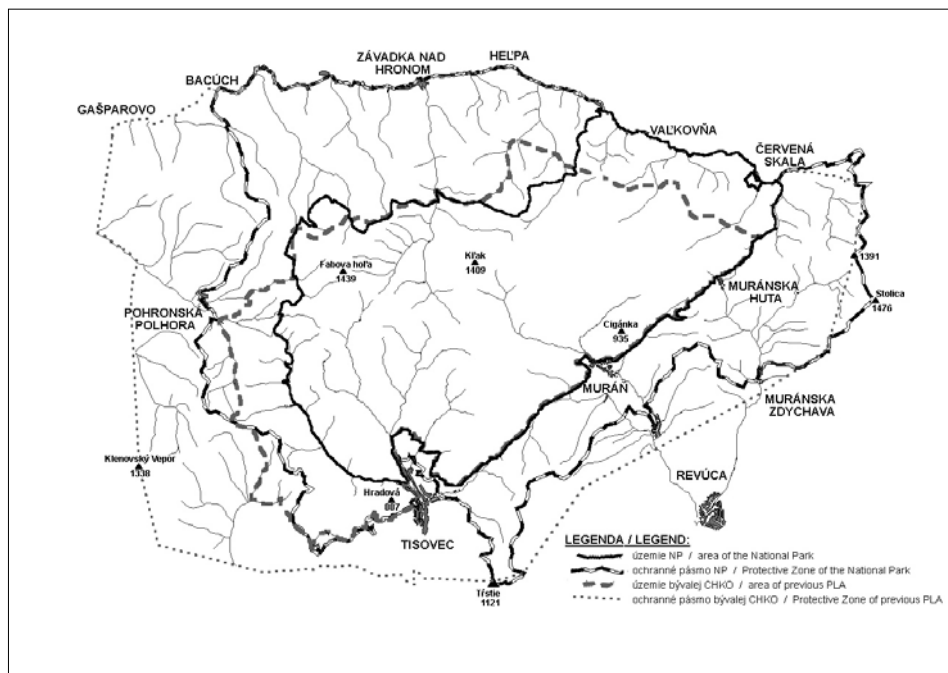 ZÁVADKA NAD
HRONOM
HEĽPA
BACÚCH
GAŠPAROVO
VAĽKOVŇA
ČERVENÁ
SKALA
Fabova hoľa
1439
Kľak
1409
1391
Stolica
1476
MURÁNSKA
HUTA
POHRONSKÁ
POLHORA
Cigánka
935
MURÁŇ
MURÁNSKA
ZDYCHAVA
Klenovský Vepor
1338
REVÚCA
Hradová
887
TISOVEC
Tŕstie
1121
LEGENDA / LEGEND:
územie NP / area of the National Park
ochranné pásmo NP / Protective Zone of the National Park
územie bývalej CHKO / area of previous PLA
ochranné pásmo bývalej CHKO / Protective Zone of previous PLA